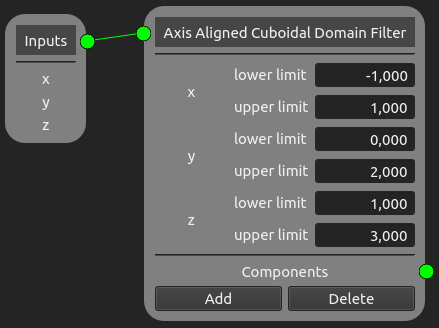 Inputs
x
y
z
Axis Aligned Cuboidal Domain Filter
x
lower limit -1,000
upper limit 1,000
y
lower limit 0,000
upper limit 2,000
z
lower limit 1,000
upper limit 3,000
Components
Add Delete